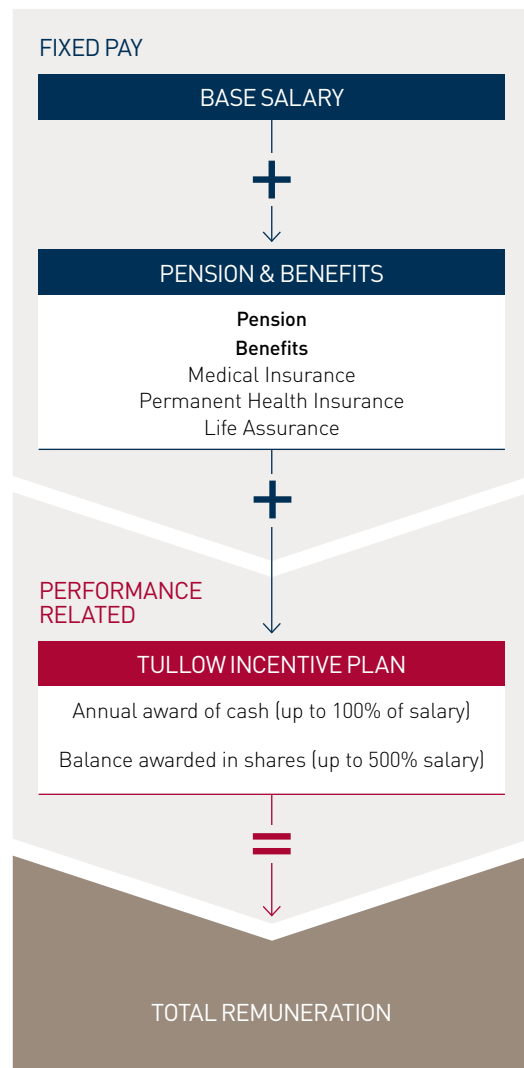 FIXED PAY
BASE SALARY
+
PENSION & BENEFITS
Pension
Benefits
Medical Insurance
Permanent Health Insurance
Life Assurance
+
PERFORMANCE
RELATED
TULLOW INCENTIVE PLAN
Annual award of cash (up to 100% of salary)
Balance awarded in shares (up to 500% salary)
=
TOTAL REMUNERATION